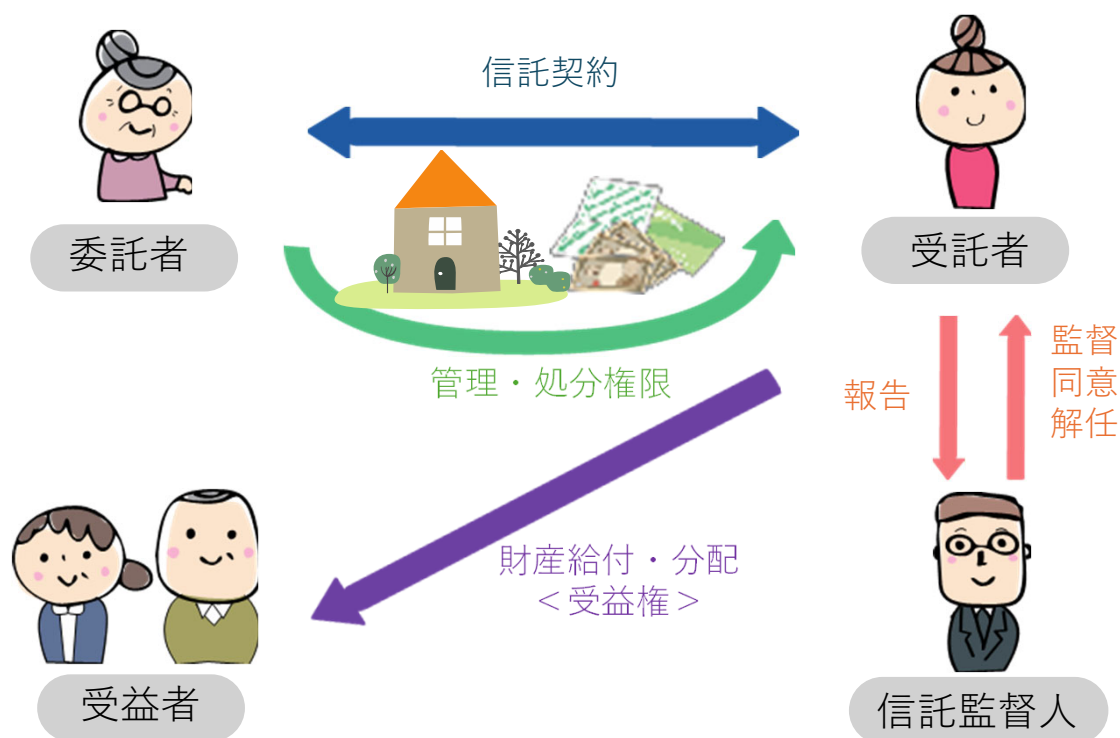 信託契約
委託者
受託者
管理・処分権限
報告
監督
同意
解任
財産給付・分配
＜受益権＞
受益者
信託監督人